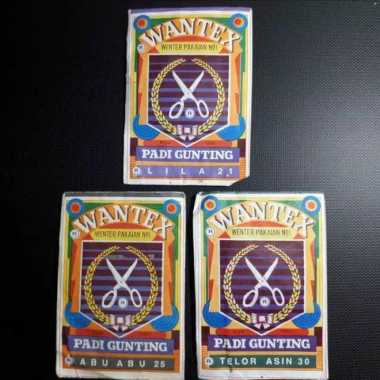 WANTEX
WENTER PAKAIAN NO1
PADI GUNTING
LILA 21
WANTEX
WENTER PAKAIAN NO1
PADI GUNTING
ABU ABU 25
WANTEX
WENTER PAKAIAN NO1
PADI GUNTING
TELOR ASIN 30